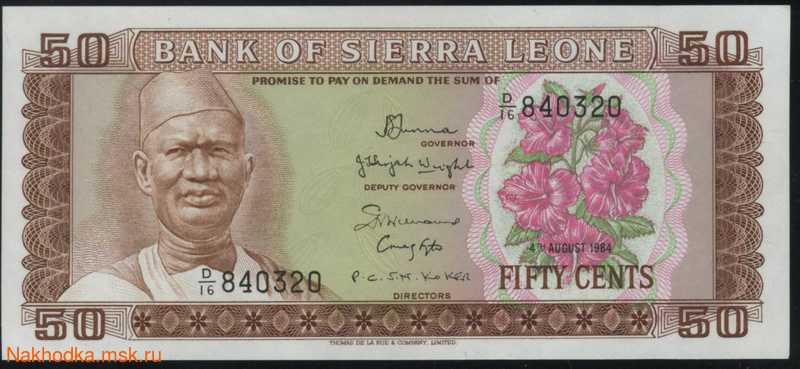 50 BANK OF SIERRA LEONE 50
PROMISE TO PAY ON DEMAND THE SUM OF
D/16 840320
GOVERNOR
DEPUTY GOVERNOR
4TH AUGUST 1984
D/16 840320
P.C.S.H. KOKER
FIFTY CENTS
DIRECTORS
50 50
THOMAS DE LA RUE & COMPANY, LIMITED.
Nakhodka.msk.ru